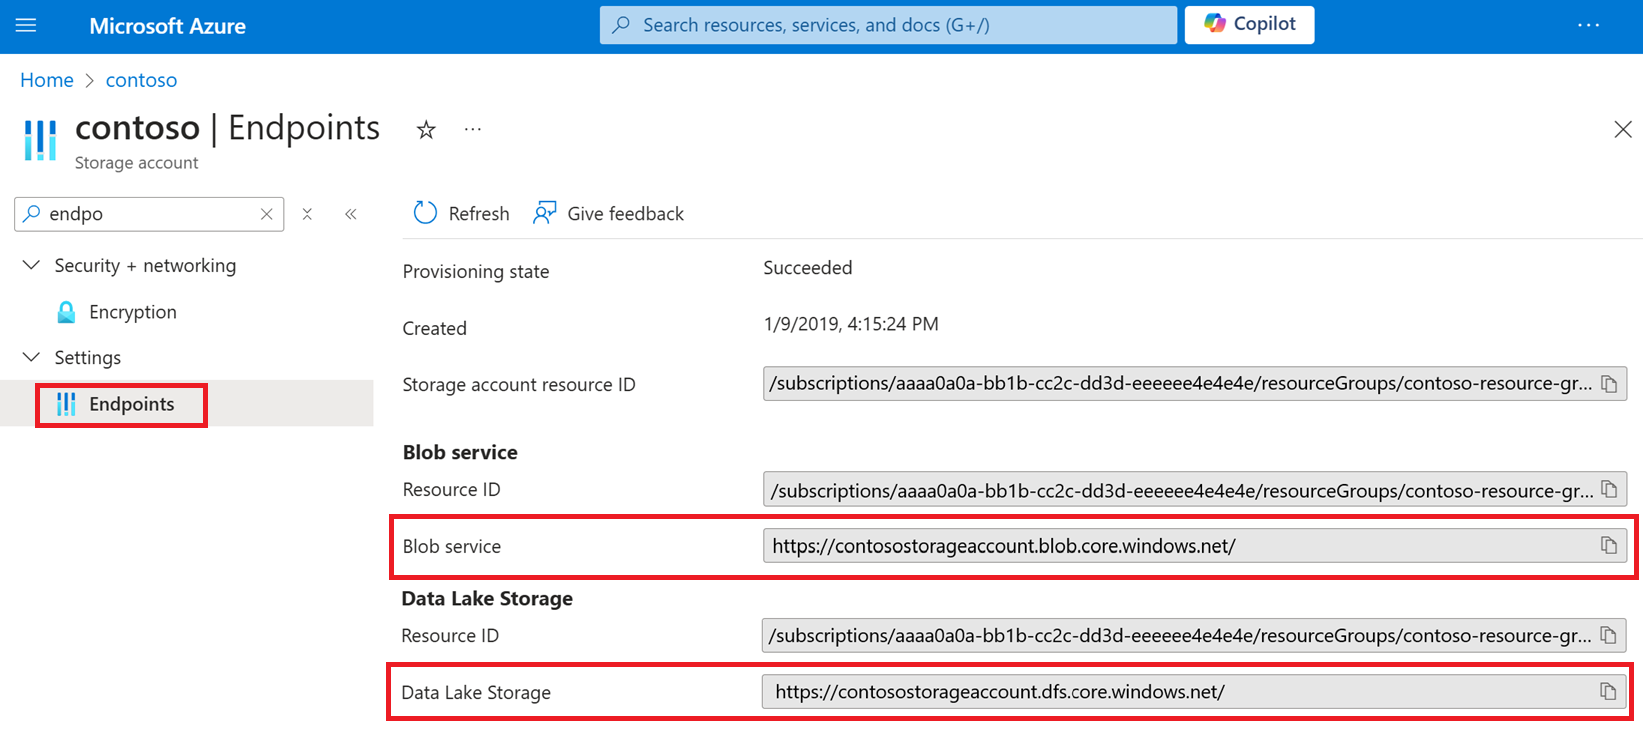 Microsoft Azure
Search resources, services, and docs (G+/)
Copilot
Home > contoso
contoso | Endpoints
Storage account
endpo
Refresh
Give feedback
Security + networking
Encryption
Settings
Endpoints
Provisioning state
Succeeded
Created
1/9/2019, 4:15:24 PM
Storage account resource ID
/subscriptions/aaaa0a0a-bb1b-cc2c-dd3d-eeeeee4e4e4e/resourceGroups/contoso-resource-gr...
Blob service
Resource ID
/subscriptions/aaaa0a0a-bb1b-cc2c-dd3d-eeeeee4e4e4e/resourceGroups/contoso-resource-gr...
Blob service
https://contosostorageaccount.blob.core.windows.net/
Data Lake Storage
Resource ID
/subscriptions/aaaa0a0a-bb1b-cc2c-dd3d-eeeeee4e4e4e/resourceGroups/contoso-resource-gr...
Data Lake Storage
https://contosostorageaccount.dfs.core.windows.net/